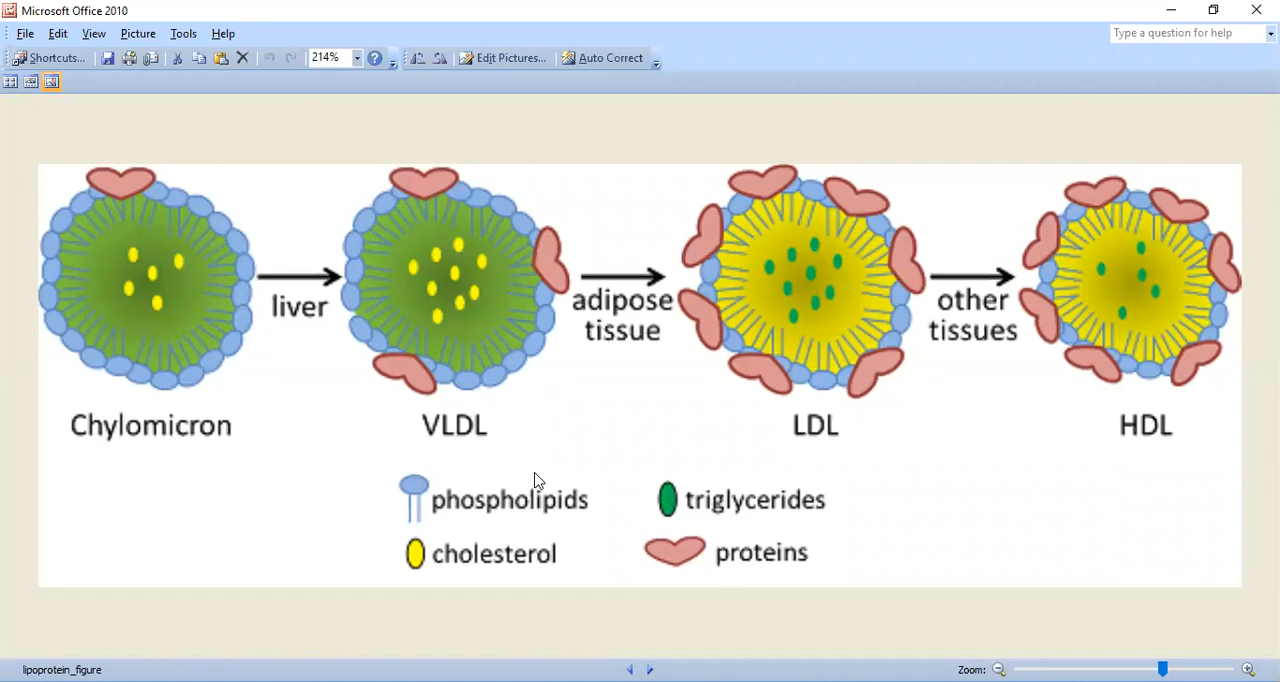 Microsoft Office 2010
File Edit View Picture Tools Help
Type a question for help
Shortcuts...
214%
Edit Pictures...
Auto Correct
liver
adipose
tissue
other
tissues
Chylomicron
VLDL
LDL
HDL
phospholipids
triglycerides
cholesterol
proteins
lipoprotein_figure
Zoom: